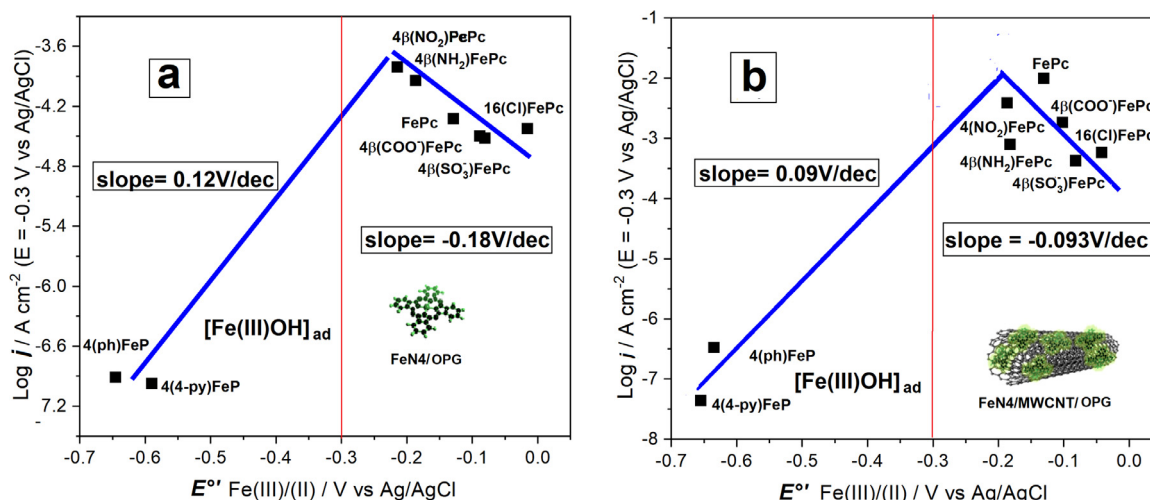 a
Log j / A cm⁻² (E = -0.3 V vs Ag/AgCl)
-3.6
-4.2
-4.8
-5.4
-6.0
-6.6
-7.2
4β(NO₂)FePc
4β(NH₂)FePc
16(Cl)FePc
FePc
4β(COO⁻)FePc
4β(SO₃⁻)FePc
slope= 0.12V/dec
slope= -0.18V/dec
[Fe(III)OH]ad
FeN4/OPG
4(ph)FeP
4(4-py)FeP
-0.7 -0.6 -0.5 -0.4 -0.3 -0.2 -0.1 0.0
E°' Fe(III)/(II) / V vs Ag/AgCl
b
Log j / A cm⁻² (E = -0.3 V vs Ag/AgCl)
-1
-2
-3
-4
-5
-6
-7
-8
FePc
4β(COO⁻)FePc
4(NO₂)FePc
16(Cl)FePc
4β(NH₂)FePc
4β(SO₃⁻)FePc
slope= 0.09V/dec
slope = -0.093V/dec
4(ph)FeP
[Fe(III)OH]ad
4(4-py)FeP
FeN4/MWCNT/OPG
-0.7 -0.6 -0.5 -0.4 -0.3 -0.2 -0.1 0.0
E°' Fe(III)/(II) / V vs Ag/AgCl